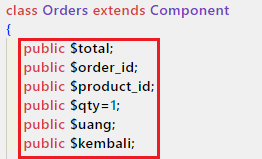 class Orders extends Component
{
public $total;
public $order_id;
public $product_id;
public $qty=1;
public $uang;
public $kembali;